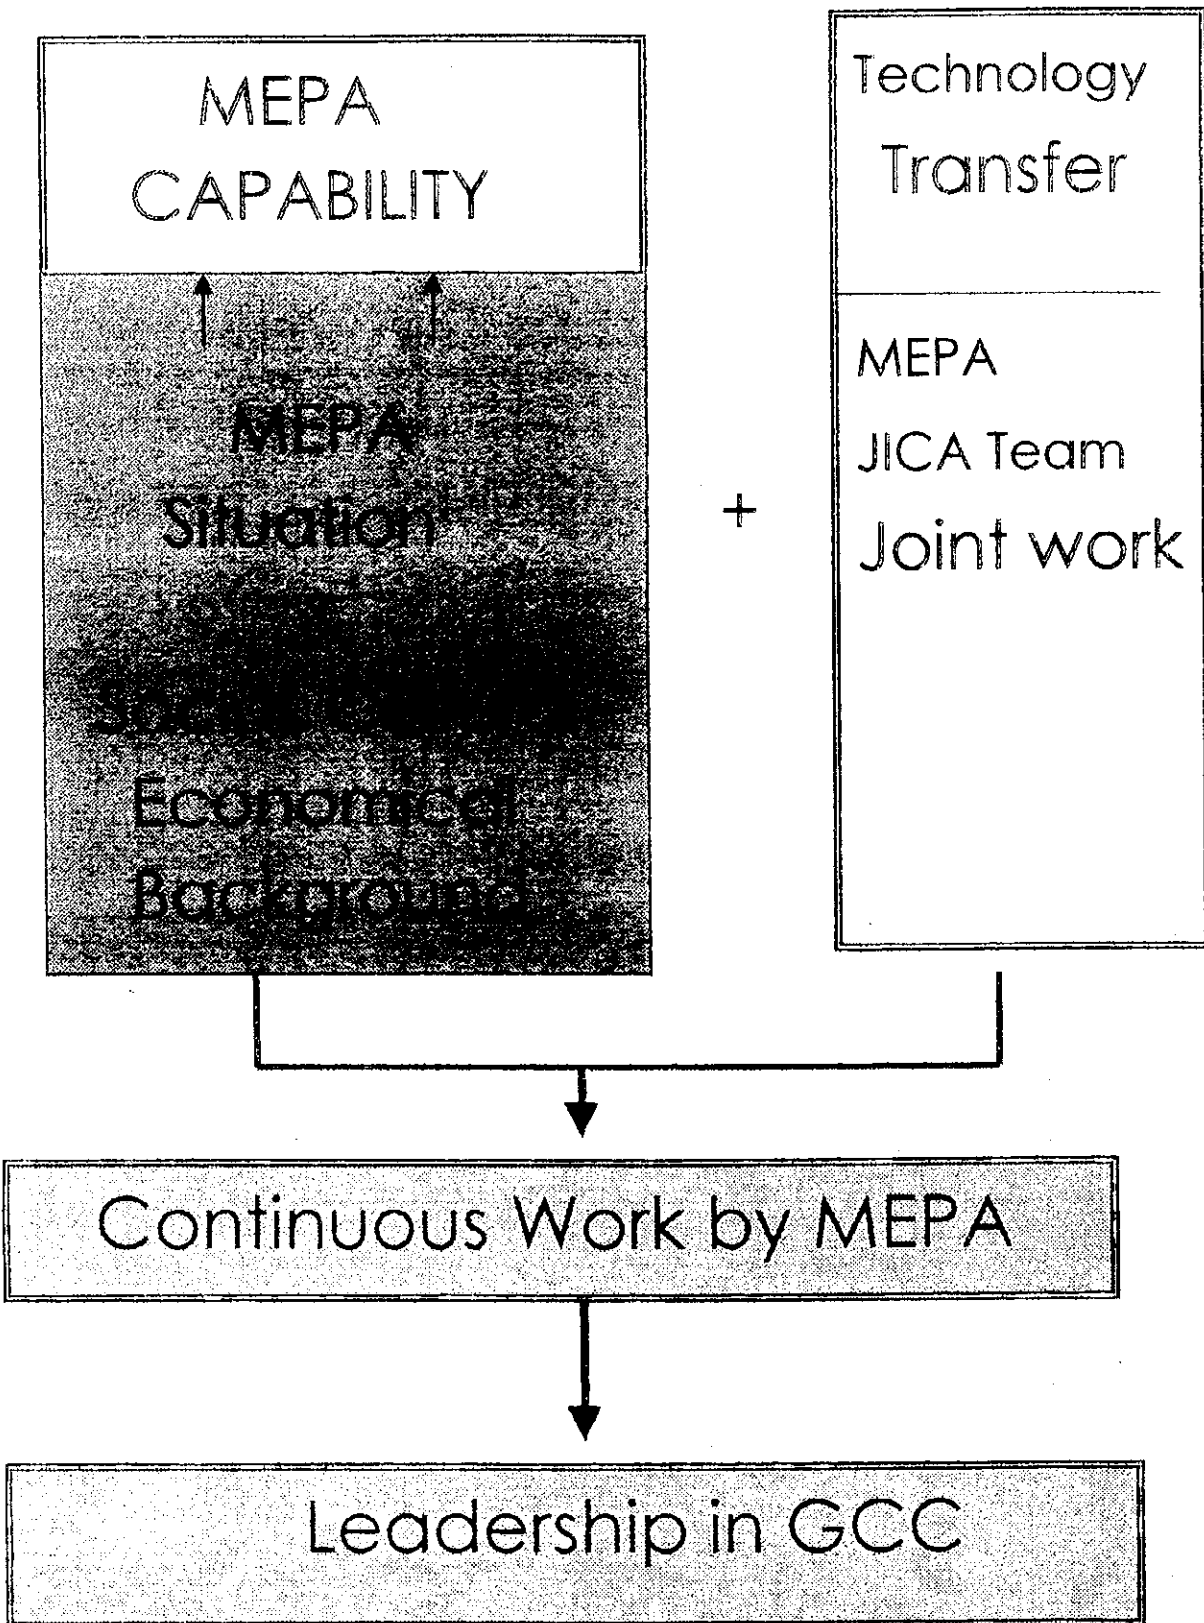 MEPA
CAPABILITY
MEPA
Situation
Economical
Background
+
Technology
Transfer
MEPA
JICA Team
Joint work
Continuous Work by MEPA
Leadership in GCC